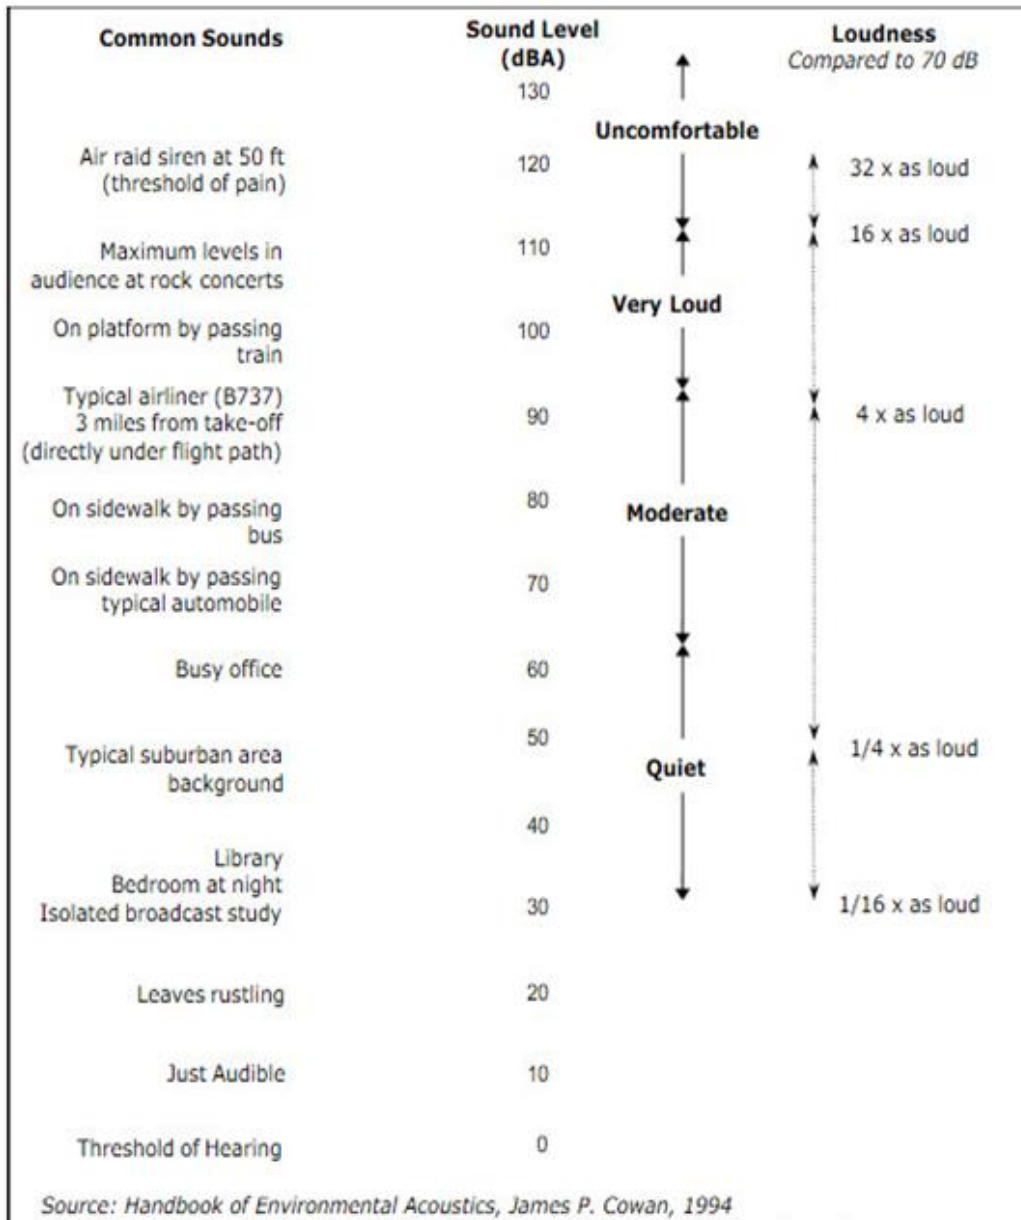 Common Sounds
Sound Level
(dBA)
Loudness
Compared to 70 dB
130
Uncomfortable
Air raid siren at 50 ft
(threshold of pain)
120
32 x as loud
16 x as loud
Maximum levels in
audience at rock concerts
110
Very Loud
On platform by passing
train
100
Typical airliner (B737)
3 miles from take-off
(directly under flight path)
90
4 x as loud
On sidewalk by passing
bus
80
Moderate
On sidewalk by passing
typical automobile
70
Busy office
60
50
Typical suburban area
background
1/4 x as loud
Quiet
40
Library
Bedroom at night
Isolated broadcast study
30
1/16 x as loud
Leaves rustling
20
Just Audible
10
Threshold of Hearing
0
Source: Handbook of Environmental Acoustics, James P. Cowan, 1994